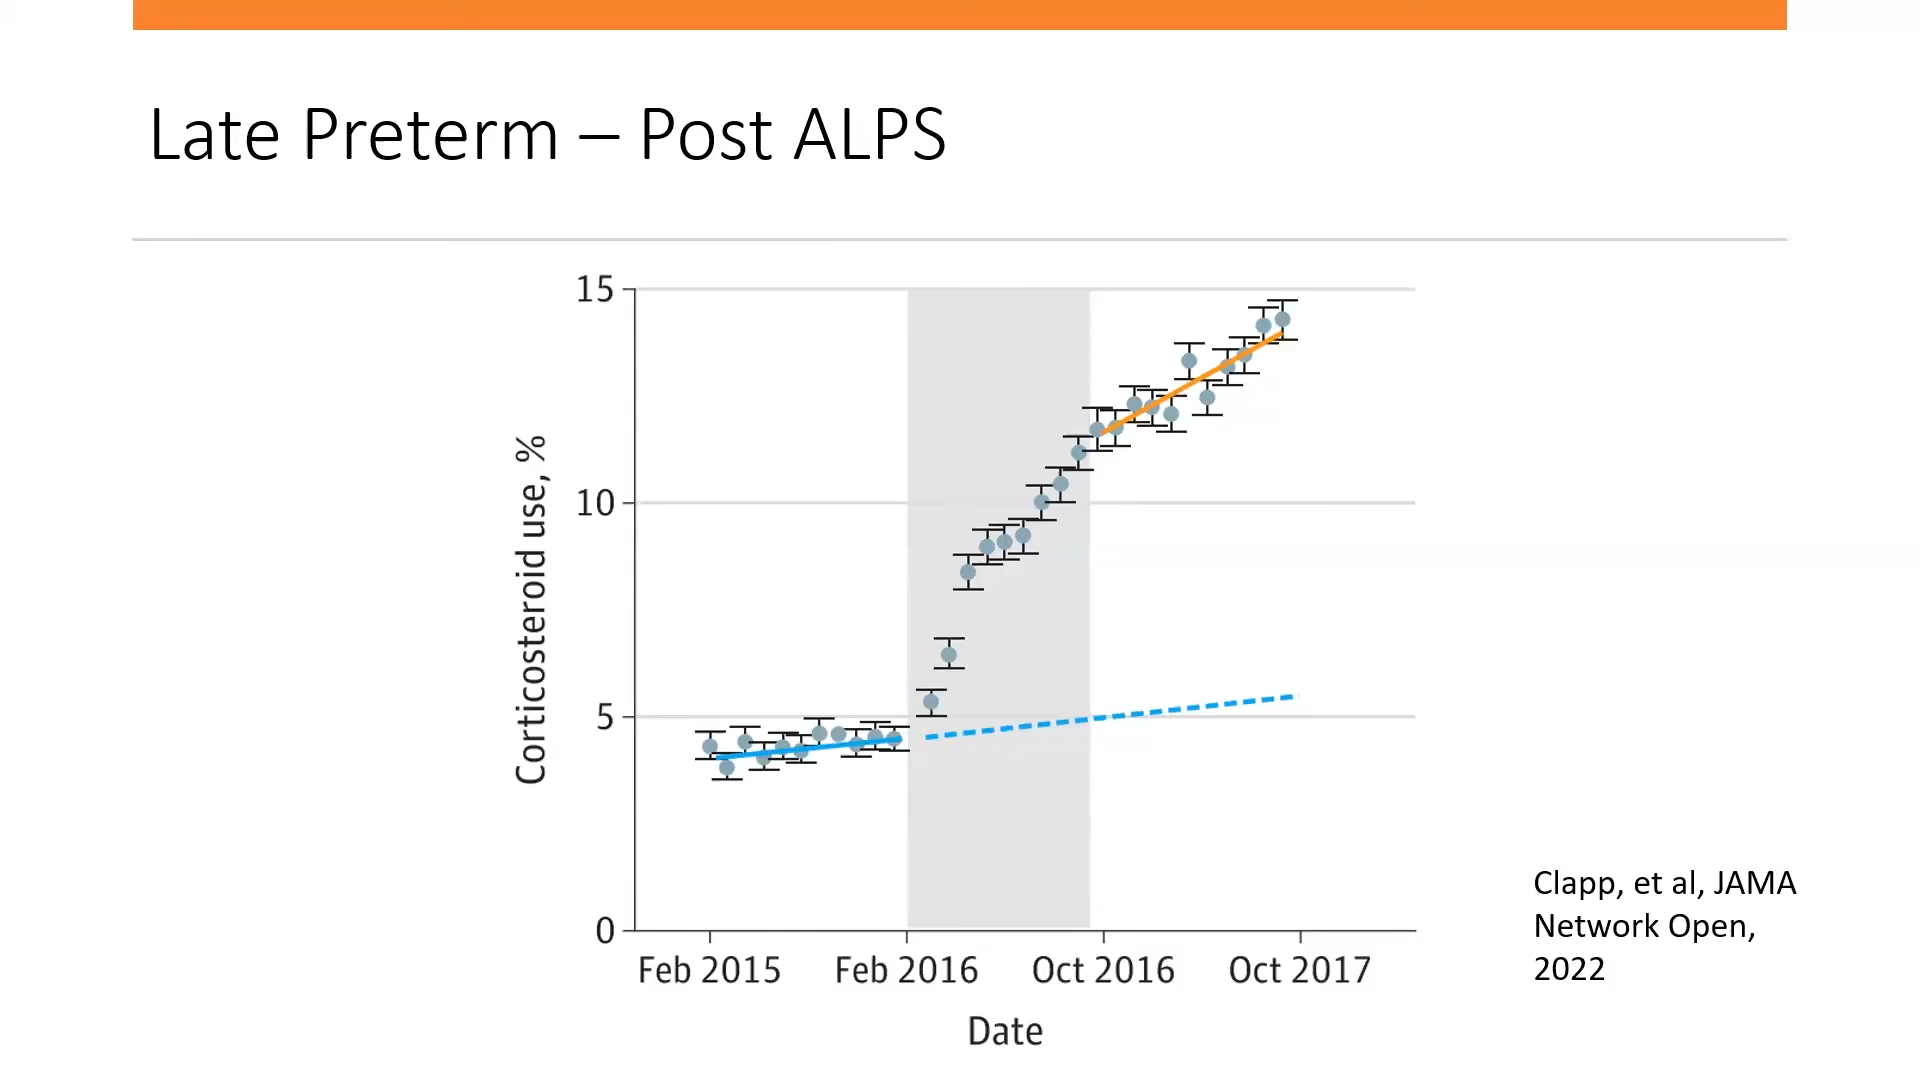 Late Preterm – Post ALPS
15
10
5
0
Corticosteroid use, %
Feb 2015 Feb 2016 Oct 2016 Oct 2017
Date
Clapp, et al, JAMA
Network Open,
2022